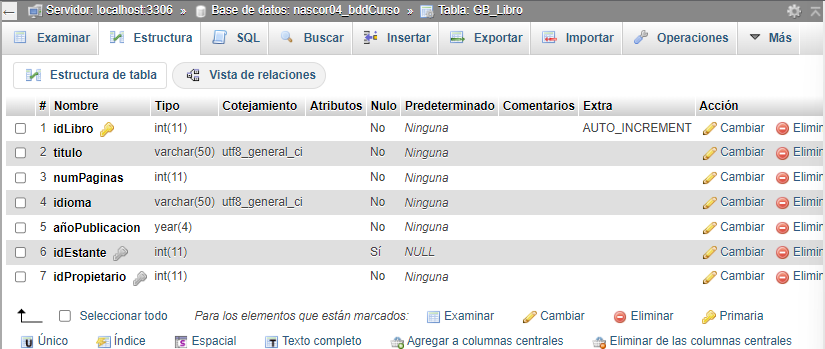 Servidor: localhost:3306 » Base de datos: nascor04_bddCurso » Tabla: GB_Libro
Examinar Estructura SQL Buscar Insertar Exportar Importar Operaciones Más
Estructura de tabla Vista de relaciones
# Nombre Tipo Cotejamiento Atributos Nulo Predeterminado Comentarios Extra Acción
1 idLibro int(11) No Ninguna AUTO_INCREMENT Cambiar Elimin
2 titulo varchar(50) utf8_general_ci No Ninguna Cambiar Elimin
3 numPaginas int(11) No Ninguna Cambiar Elimin
4 idioma varchar(50) utf8_general_ci No Ninguna Cambiar Elimin
5 añoPublicacion year(4) No Ninguna Cambiar Elimin
6 idEstante int(11) Sí NULL Cambiar Elimin
7 idPropietario int(11) No Ninguna Cambiar Elimin
Seleccionar todo Para los elementos que están marcados: Examinar Cambiar Eliminar Primaria
Único Índice Espacial Texto completo Agregar a columnas centrales Eliminar de las columnas centrales